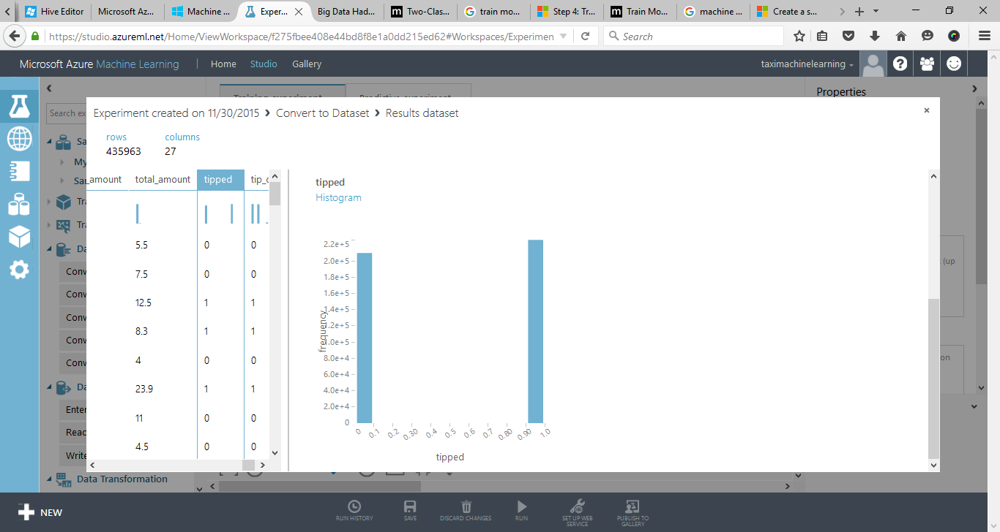 Hive Editor
Microsoft Az...
Machine ...
Exper...
Big Data Had...
Two-Clas...
train mo...
Step 4: Tr...
Train Mo...
machine ...
Create a s...
https://studio.azureml.net/Home/ViewWorkspace/f275fbee408e44bd8f8e1a0dd215ed62#Workspaces/Experimen
Search
Microsoft Azure Machine Learning
Home
Studio
Gallery
taximachinelearning
Training experiment
Predictive experiment
Properties
Search ex
Experiment created on 11/30/2015 › Convert to Dataset › Results dataset
rows
columns
435963
27
Sa
My
Sar
Tra
Tra
Da
Conv
Conv
Conv
Conv
Conv
Da
Enter
Read
Write
Data Transformation
_amount
total_amount
tipped
tip_c
5.5 0 0
7.5 0 0
12.5 1 1
8.3 1 1
4 0 0
23.9 1 1
11 0 0
4.5 0 0
tipped
Histogram
frequency
2.2e+5
2.0e+5
1.8e+5
1.6e+5
1.4e+5
1.2e+5
1.0e+5
8.0e+4
6.0e+4
4.0e+4
2.0e+4
0
0 0.1 0.2 0.30 0.4 0.5 0.6 0.7 0.80 0.90 1.0
tipped
(up
on
NEW
RUN HISTORY
SAVE
DISCARD CHANGES
RUN
SET UP WEB
SERVICE
PUBLISH TO
GALLERY